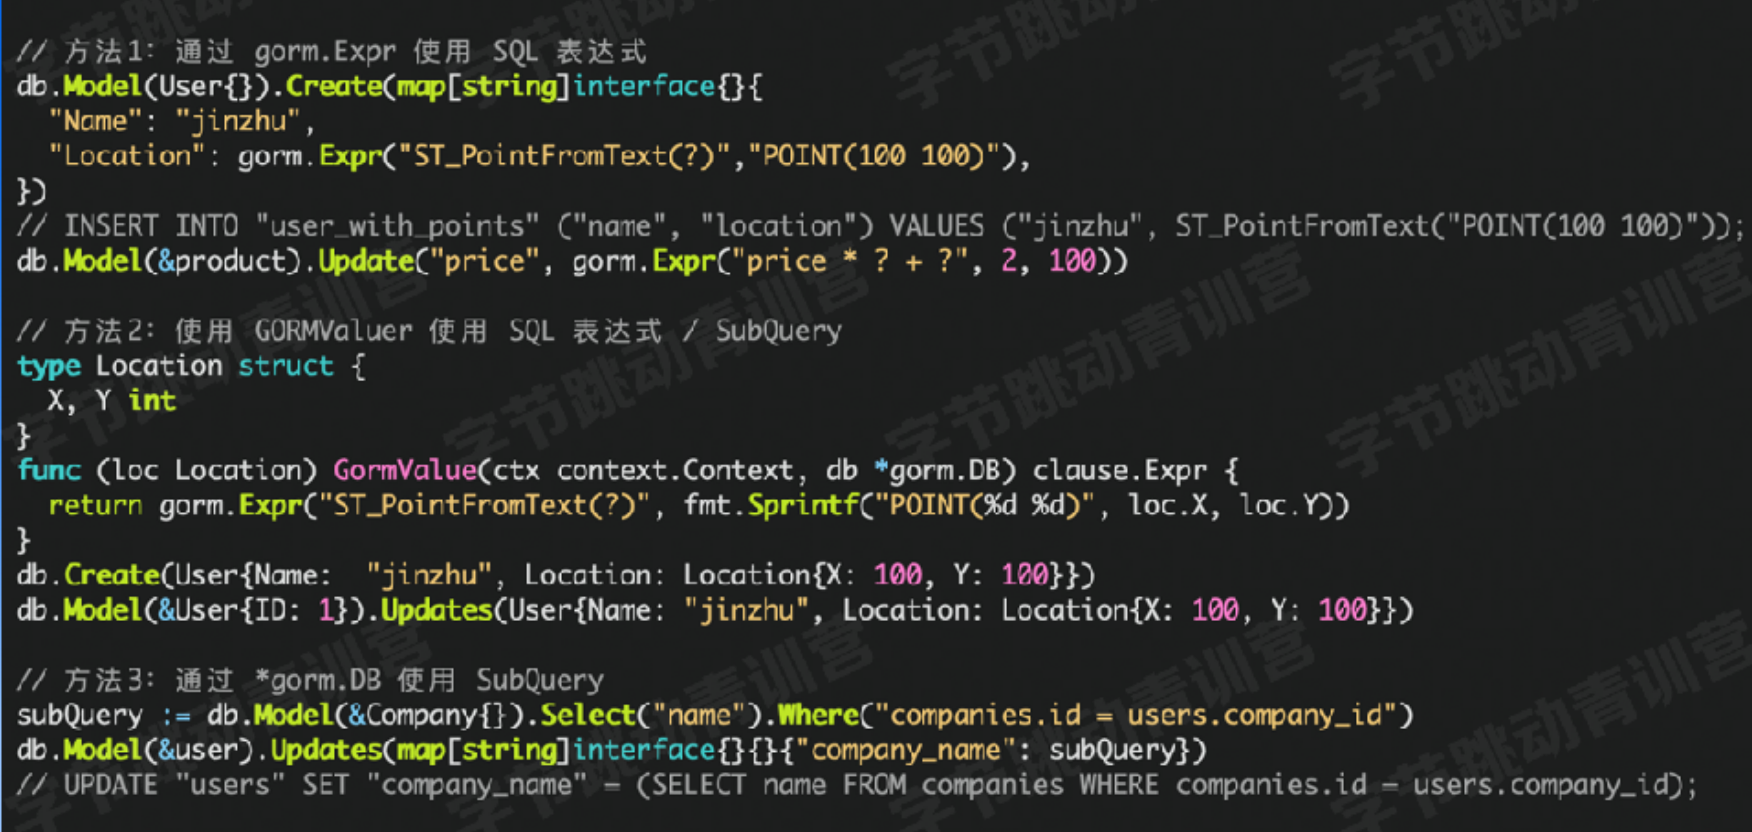 // 方法1: 通过 gorm.Expr 使用 SQL 表达式
db.Model(User{}).Create(map[string]interface{}{
  "Name": "jinzhu",
  "Location": gorm.Expr("ST_PointFromText(?)","POINT(100 100)"),
})
// INSERT INTO "user_with_points" ("name", "location") VALUES ("jinzhu", ST_PointFromText("POINT(100 100)"));
db.Model(&product).Update("price", gorm.Expr("price * ? + ?", 2, 100))

// 方法2: 使用 GORMValuer 使用 SQL 表达式 / SubQuery
type Location struct {
  X, Y int
}
func (loc Location) GormValue(ctx context.Context, db *gorm.DB) clause.Expr {
  return gorm.Expr("ST_PointFromText(?)", fmt.Sprintf("POINT(%d %d)", loc.X, loc.Y))
}
db.Create(User{Name:  "jinzhu", Location: Location{X: 100, Y: 100}})
db.Model(&User{ID: 1}).Updates(User{Name: "jinzhu", Location: Location{X: 100, Y: 100}})

// 方法3: 通过 *gorm.DB 使用 SubQuery
subQuery := db.Model(&Company{}).Select("name").Where("companies.id = users.company_id")
db.Model(&user).Updates(map[string]interface{}{}{"company_name": subQuery})
// UPDATE "users" SET "company_name" = (SELECT name FROM companies WHERE companies.id = users.company_id);
字节跳动青训营